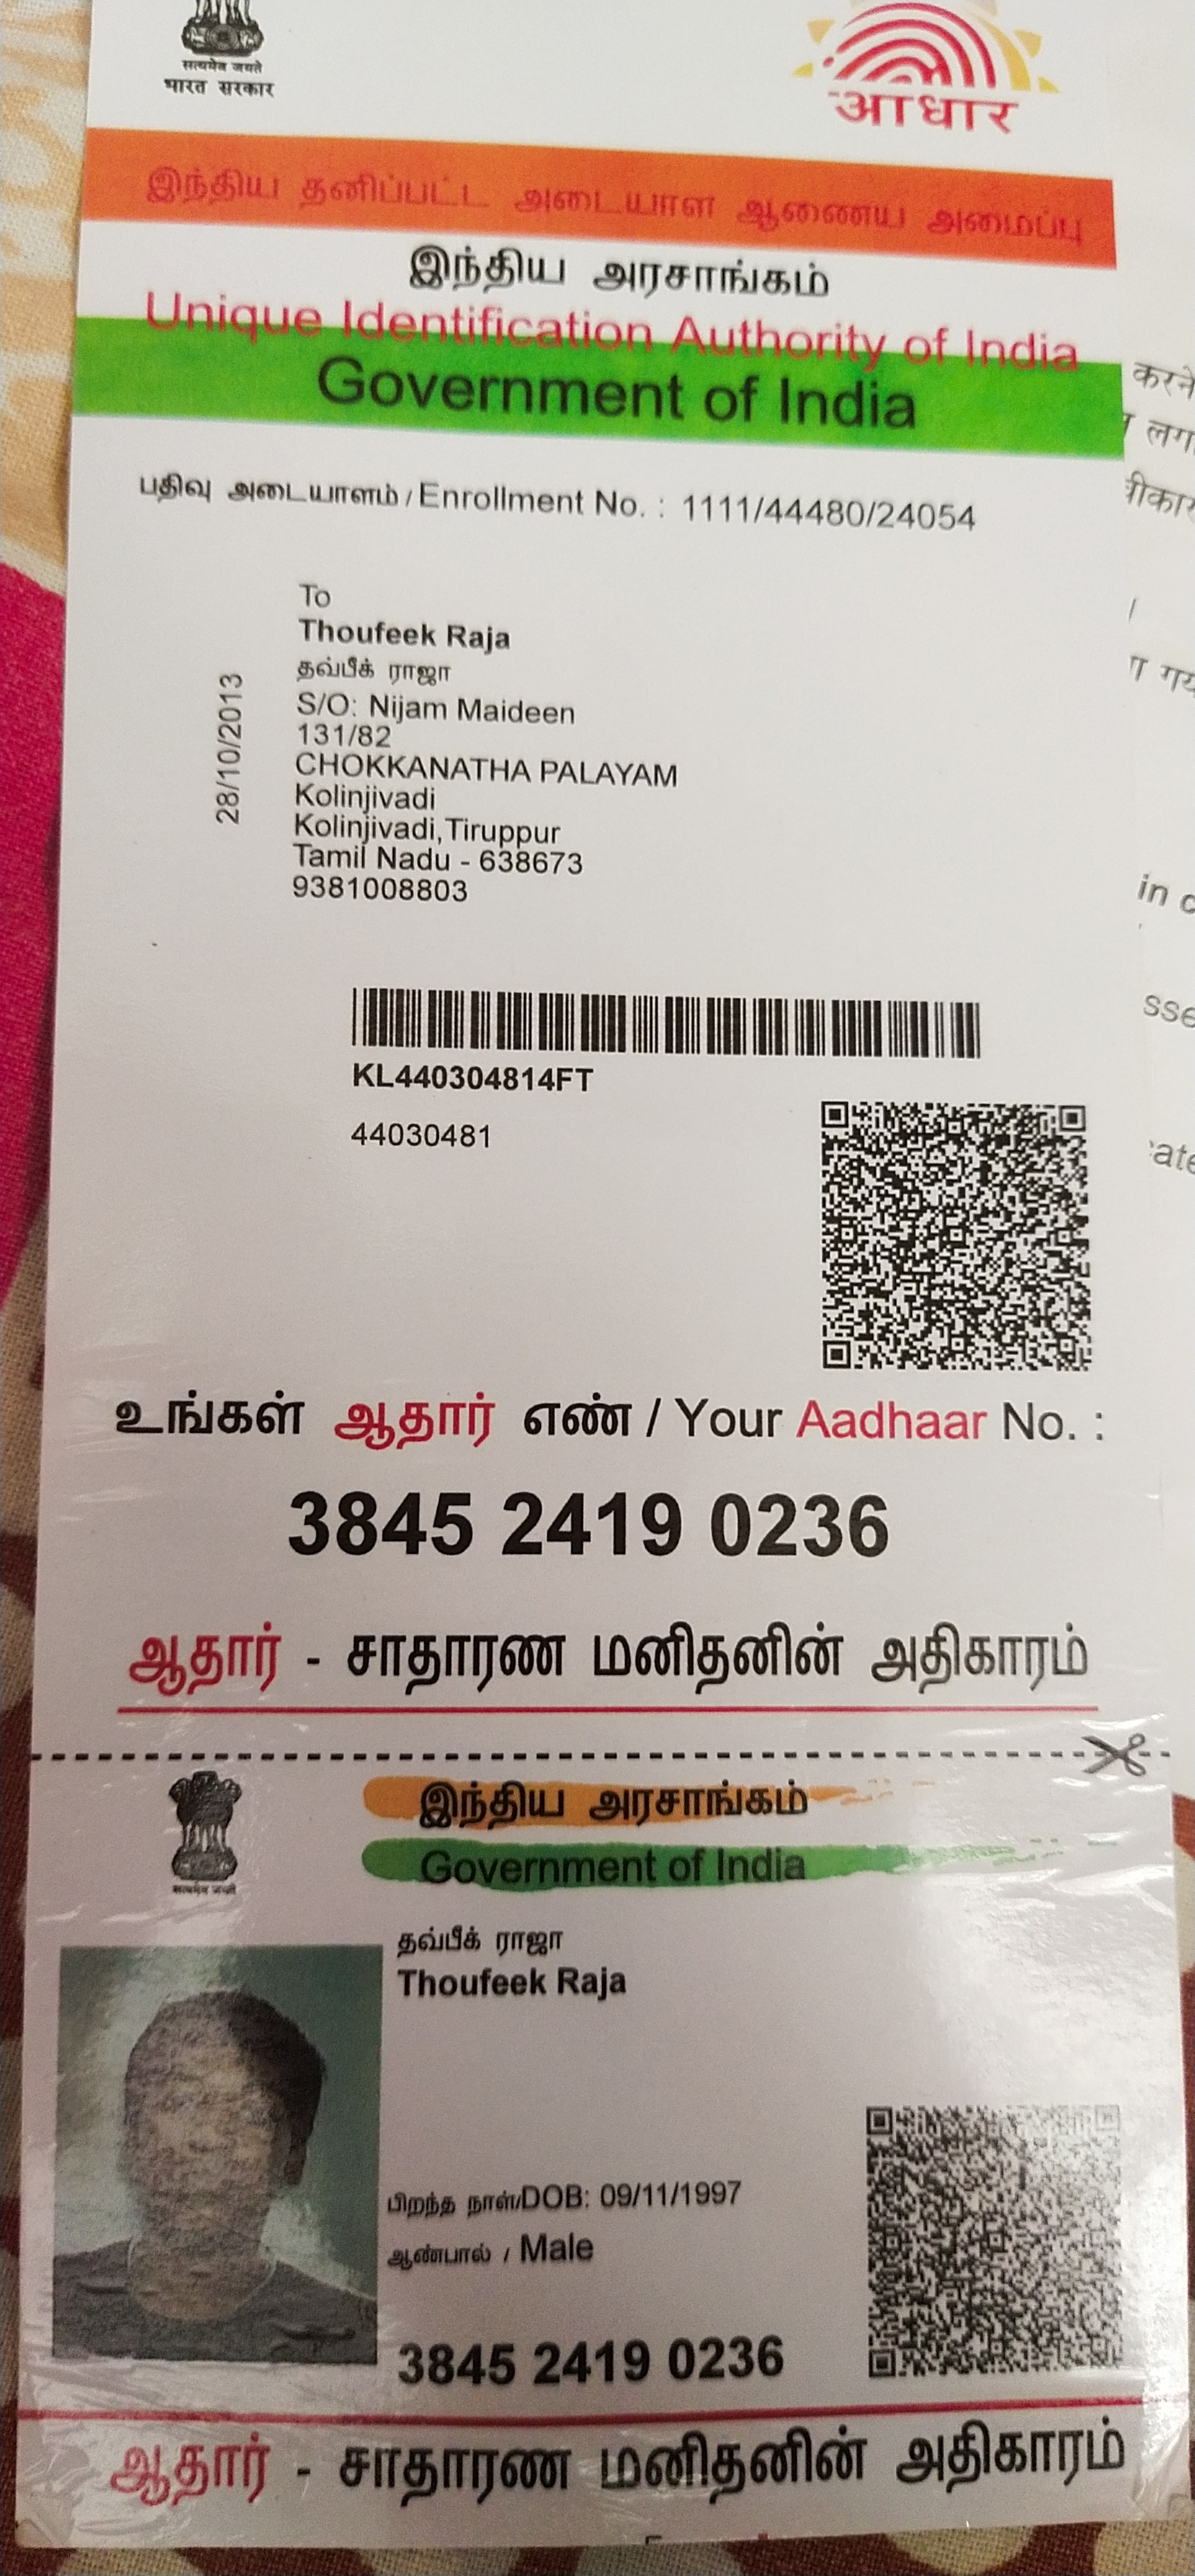 सत्यमेव जयते
भारत सरकार
आधार
இந்திய தனிப்பட்ட அடையாள ஆணைய அமைப்பு
இந்திய அரசாங்கம்
Unique Identification Authority of India
Government of India
பதிவு அடையாளம் / Enrollment No. : 1111/44480/24054
28/10/2013
To
Thoufeek Raja
தவ்பீக் ராஜா
S/O: Nijam Maideen
131/82
CHOKKANATHA PALAYAM
Kolinjivadi
Kolinjivadi,Tiruppur
Tamil Nadu - 638673
9381008803
KL440304814FT
44030481
உங்கள் ஆதார் எண் / Your Aadhaar No. :
3845 2419 0236
ஆதார் - சாதாரண மனிதனின் அதிகாரம்
இந்திய அரசாங்கம்
Government of India
सत्यमेव जयते
தவ்பீக் ராஜா
Thoufeek Raja
பிறந்த நாள்/DOB: 09/11/1997
ஆண்பால் / Male
3845 2419 0236
ஆதார் - சாதாரண மனிதனின் அதிகாரம்
करने
in